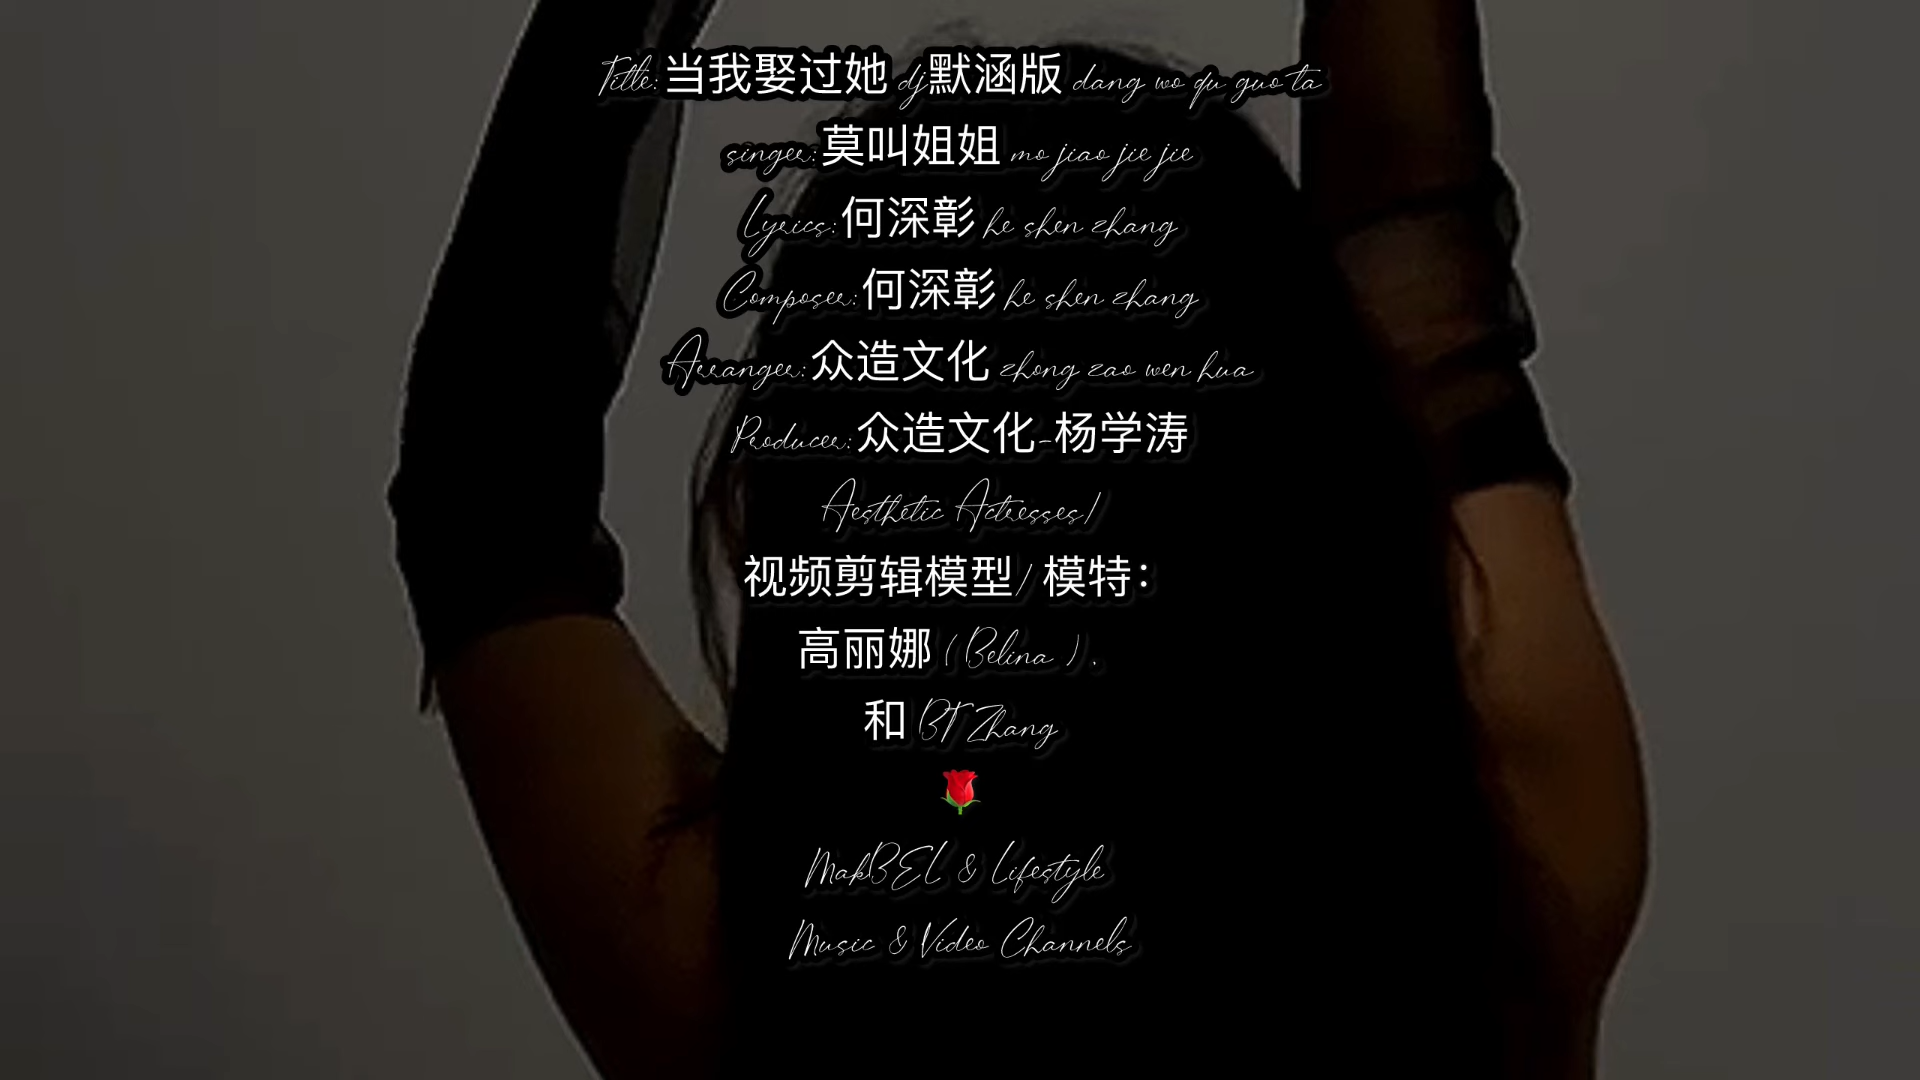 Title: 当我娶过她 dj默涵版 dang wo qu guo ta
singer: 莫叫姐姐 mo jiao jie jie
Lyrics: 何深彰 he shen zhang
Composer: 何深彰 he shen zhang
Arranger: 众造文化 zhong zao wen hua
Producer: 众造文化-杨学涛
Aesthetic Actresses/
视频剪辑模型/ 模特：
高丽娜 ( Belina ) .
和 BT Zhang
🌹
MakBEL & Lifestyle
Music & Video Channels